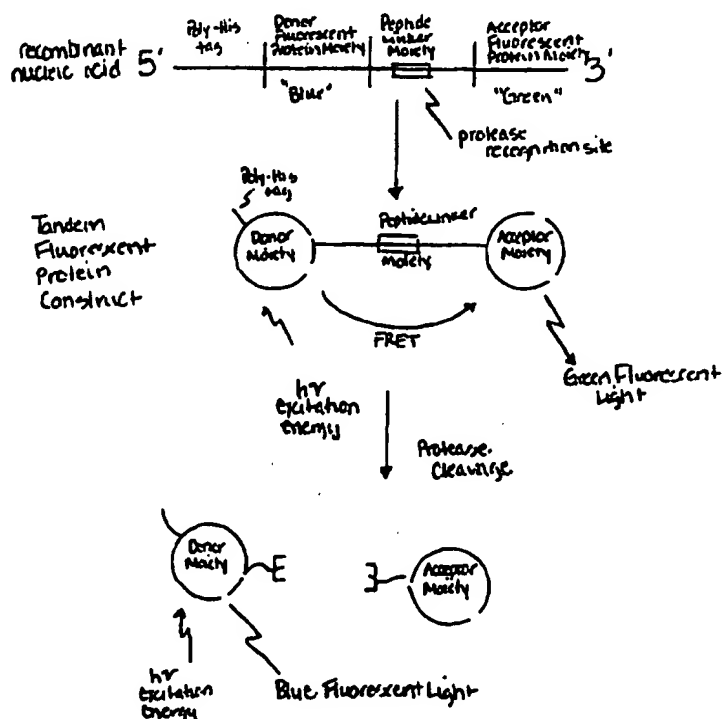 recombinant
nucleic acid
5'
Poly-His
tag
Donor
Fluorescent
Protein Moiety
"Blue"
Peptide
Linker
Moiety
Acceptor
Fluorescent
Protein Moiety
"Green"
3'
protease
recognition site
Tandem
Fluorescent
Protein
Construct
Poly-His
tag
Donor
Moiety
Peptide Linker
Moiety
Acceptor
Moiety
FRET
hν
excitation
energy
Green Fluorescent
Light
Protease
Cleavage
Donor
Moiety
Acceptor
Moiety
hν
excitation
energy
Blue Fluorescent Light